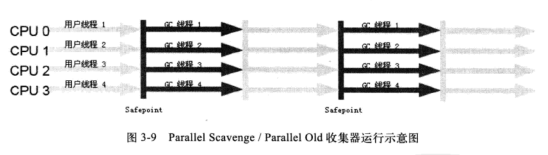 CPU 0 用户线程 1 GC 线程 1 GC 线程 1
CPU 1 用户线程 2 GC 线程 2 GC 线程 2
CPU 2 用户线程 3 GC 线程 3 GC 线程 3
CPU 3 用户线程 4 GC 线程 4 GC 线程 4
Safepoint Safepoint
图 3-9 Parallel Scavenge / Parallel Old 收集器运行示意图